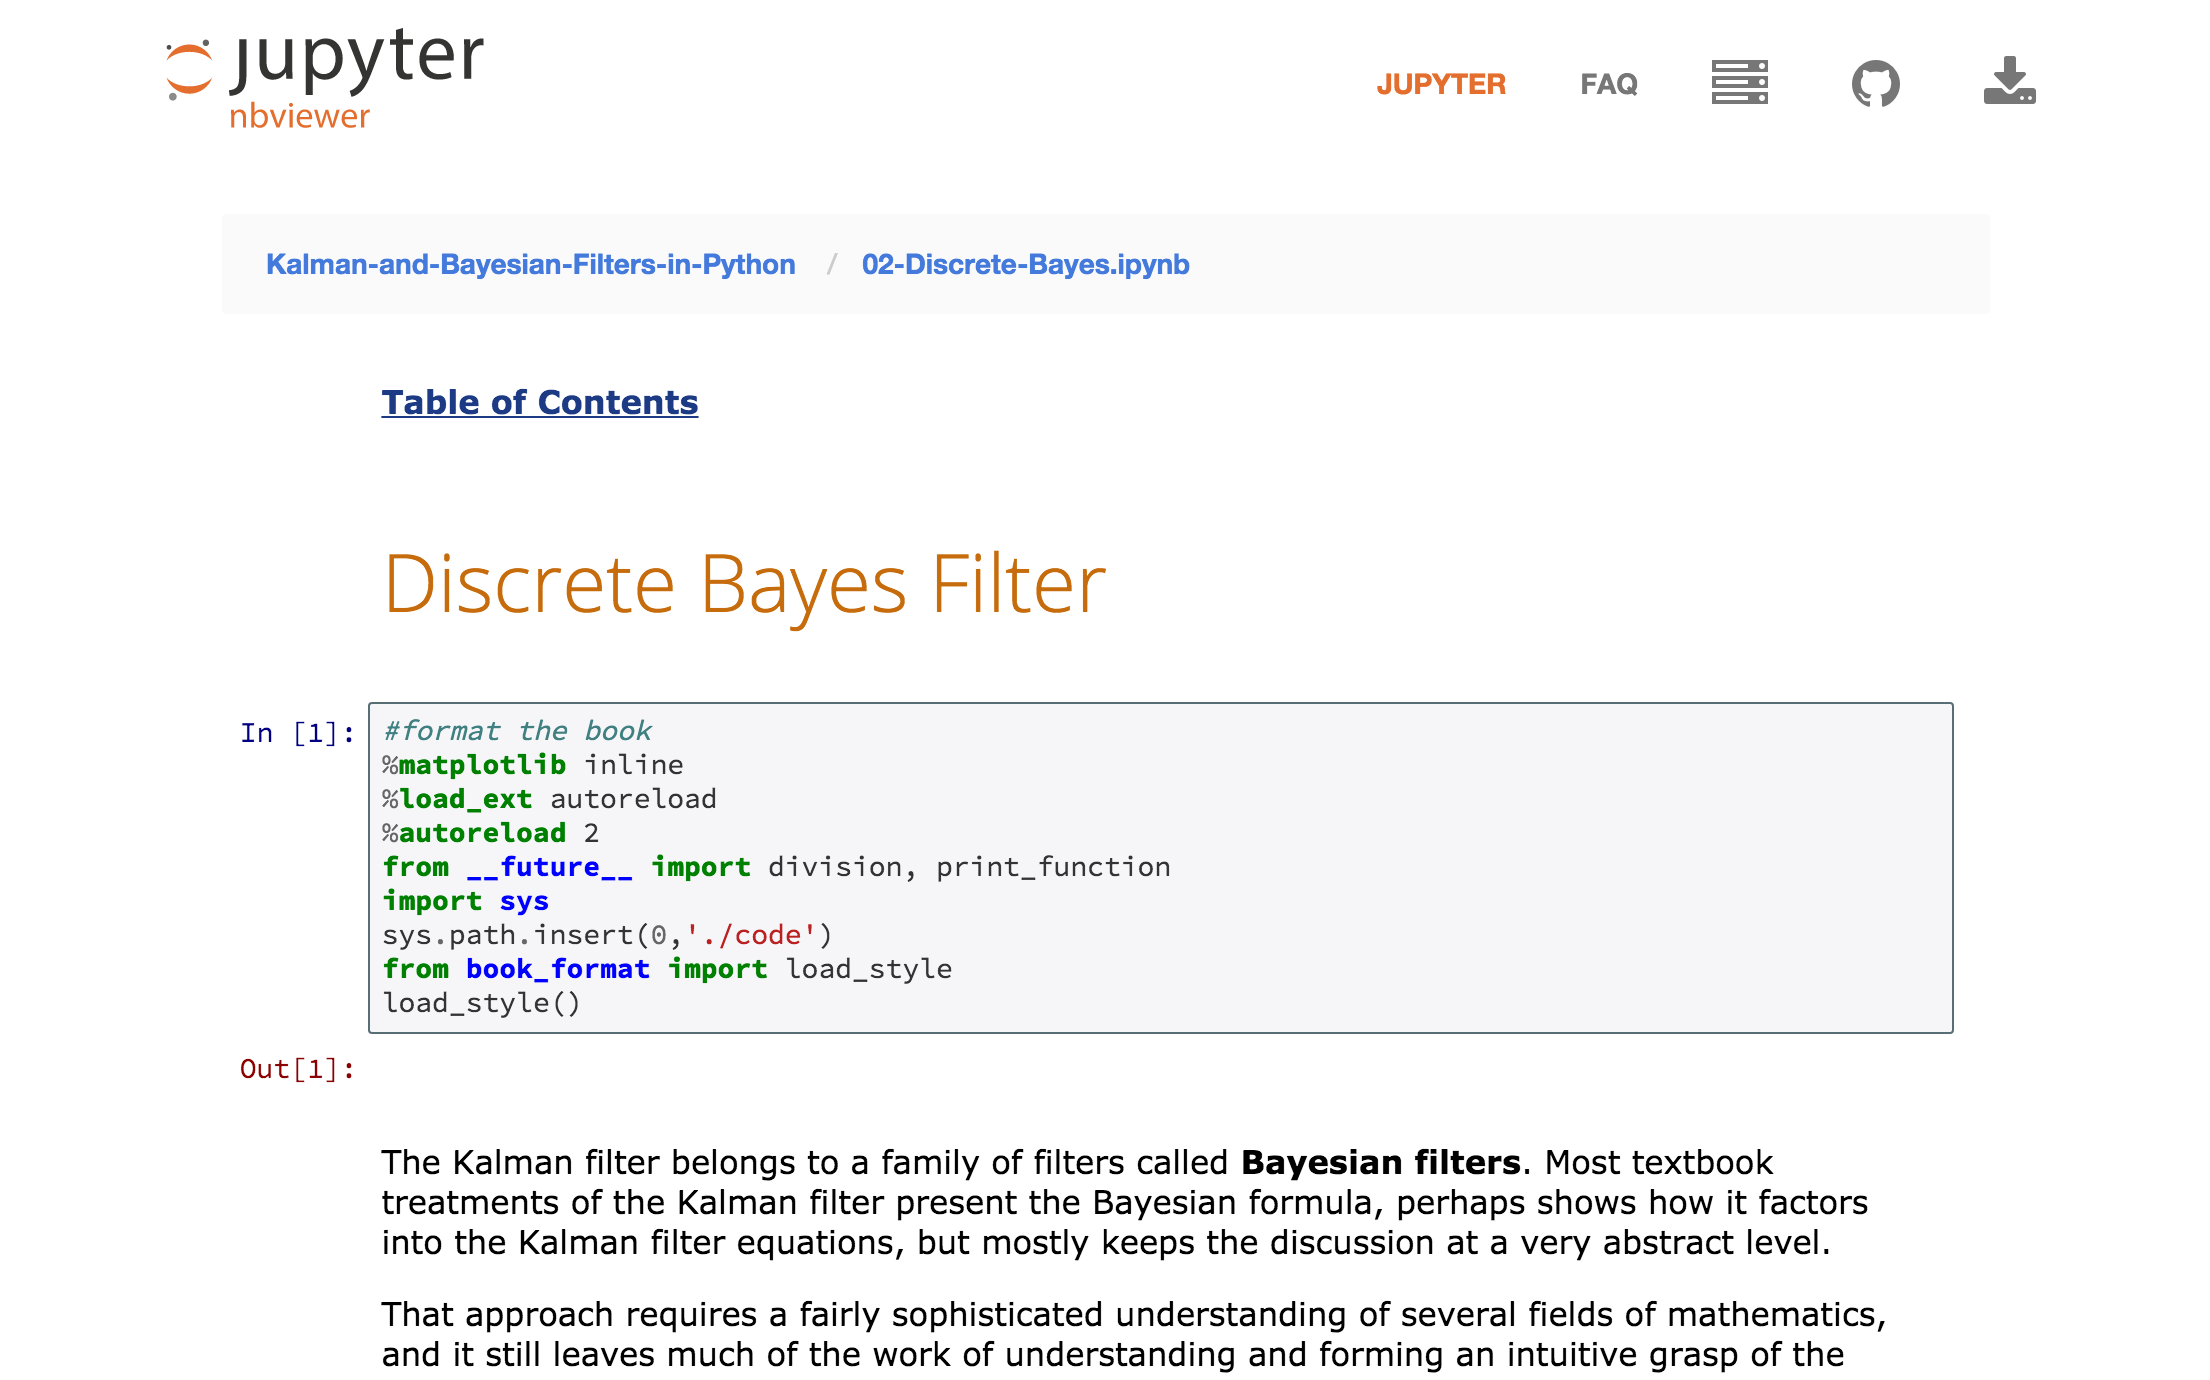 jupyter
nbviewer
JUPYTER FAQ
Kalman-and-Bayesian-Filters-in-Python / 02-Discrete-Bayes.ipynb
Table of Contents
Discrete Bayes Filter
In [1]:
#format the book
%matplotlib inline
%load_ext autoreload
%autoreload 2
from __future__ import division, print_function
import sys
sys.path.insert(0,'./code')
from book_format import load_style
load_style()
Out[1]:
The Kalman filter belongs to a family of filters called Bayesian filters. Most textbook
treatments of the Kalman filter present the Bayesian formula, perhaps shows how it factors
into the Kalman filter equations, but mostly keeps the discussion at a very abstract level.
That approach requires a fairly sophisticated understanding of several fields of mathematics,
and it still leaves much of the work of understanding and forming an intuitive grasp of the